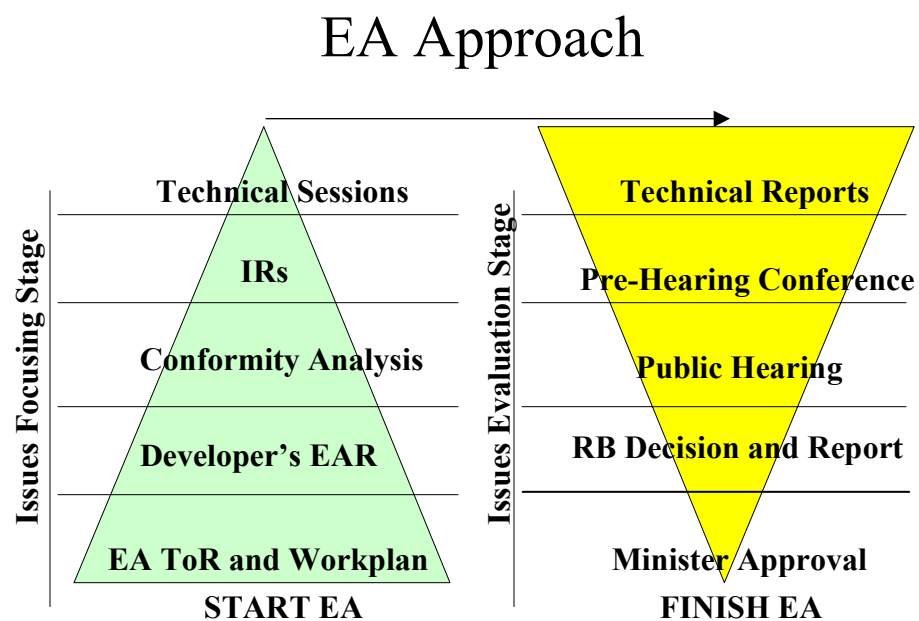 EA Approach
Issues Focusing Stage
Technical Sessions
IRs
Conformity Analysis
Developer’s EAR
EA ToR and Workplan
START EA
Issues Evaluation Stage
Technical Reports
Pre-Hearing Conference
Public Hearing
RB Decision and Report
Minister Approval
FINISH EA